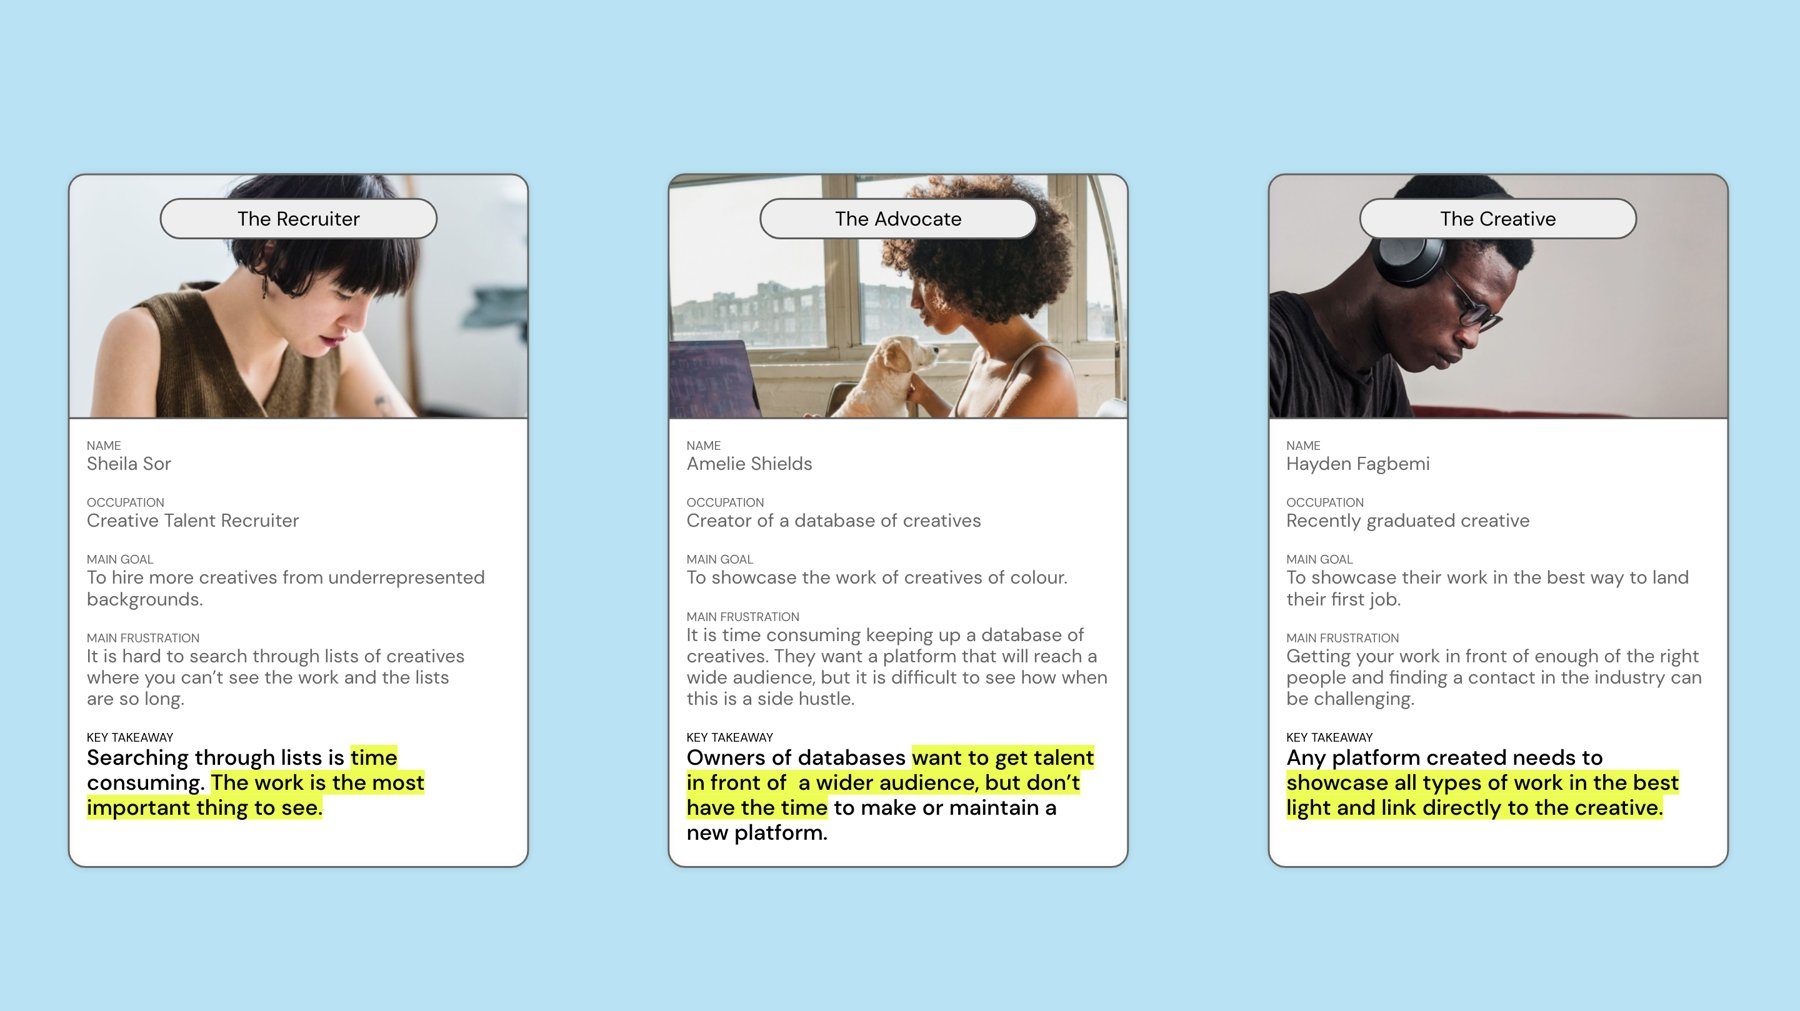 The Recruiter
NAME
Sheila Sor
OCCUPATION
Creative Talent Recruiter
MAIN GOAL
To hire more creatives from underrepresented
backgrounds.
MAIN FRUSTRATION
It is hard to search through lists of creatives
where you can’t see the work and the lists
are so long.
KEY TAKEAWAY
Searching through lists is time
consuming. The work is the most
important thing to see.
The Advocate
NAME
Amelie Shields
OCCUPATION
Creator of a database of creatives
MAIN GOAL
To showcase the work of creatives of colour.
MAIN FRUSTRATION
It is time consuming keeping up a database of
creatives. They want a platform that will reach a
wide audience, but it is difficult to see how when
this is a side hustle.
KEY TAKEAWAY
Owners of databases want to get talent
in front of  a wider audience, but don’t
have the time to make or maintain a
new platform.
The Creative
NAME
Hayden Fagbemi
OCCUPATION
Recently graduated creative
MAIN GOAL
To showcase their work in the best way to land
their first job.
MAIN FRUSTRATION
Getting your work in front of enough of the right
people and finding a contact in the industry can
be challenging.
KEY TAKEAWAY
Any platform created needs to
showcase all types of work in the best
light and link directly to the creative.